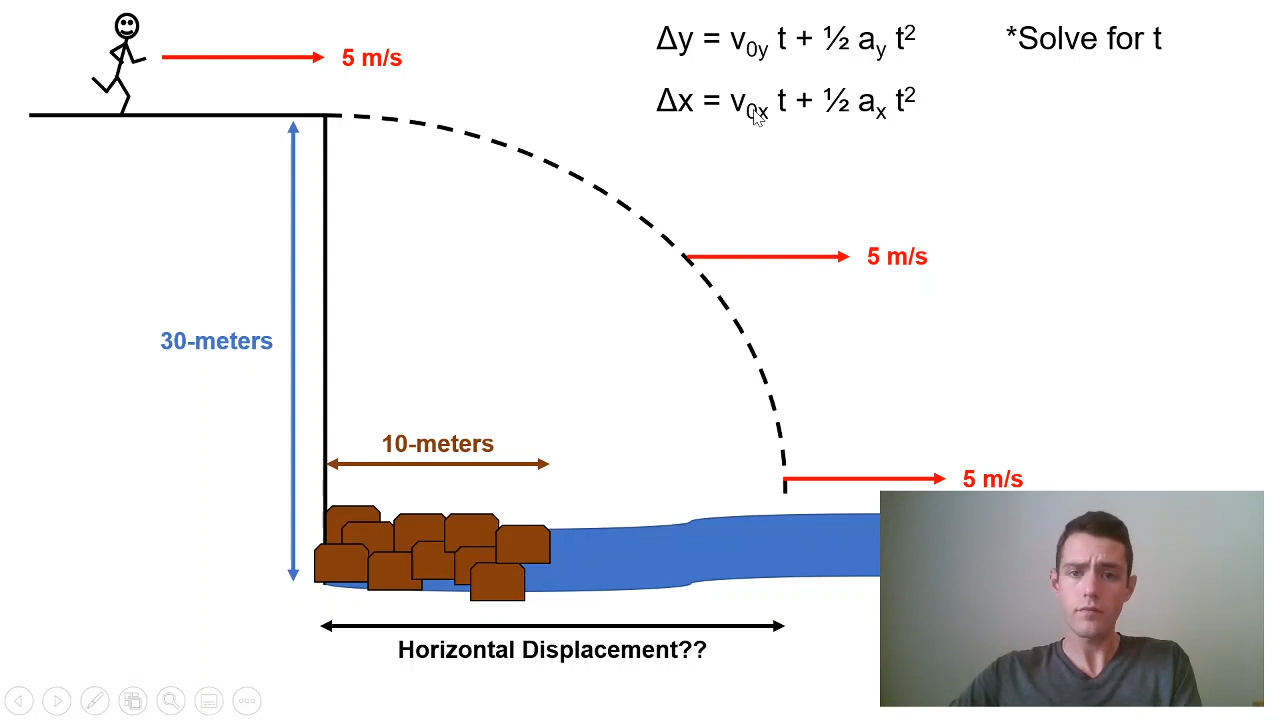 Δy = v₀y t + ½ aᵧ t²
*Solve for t
5 m/s
Δx = v₀ₓ t + ½ aₓ t²
5 m/s
30-meters
10-meters
5 m/s
Horizontal Displacement??